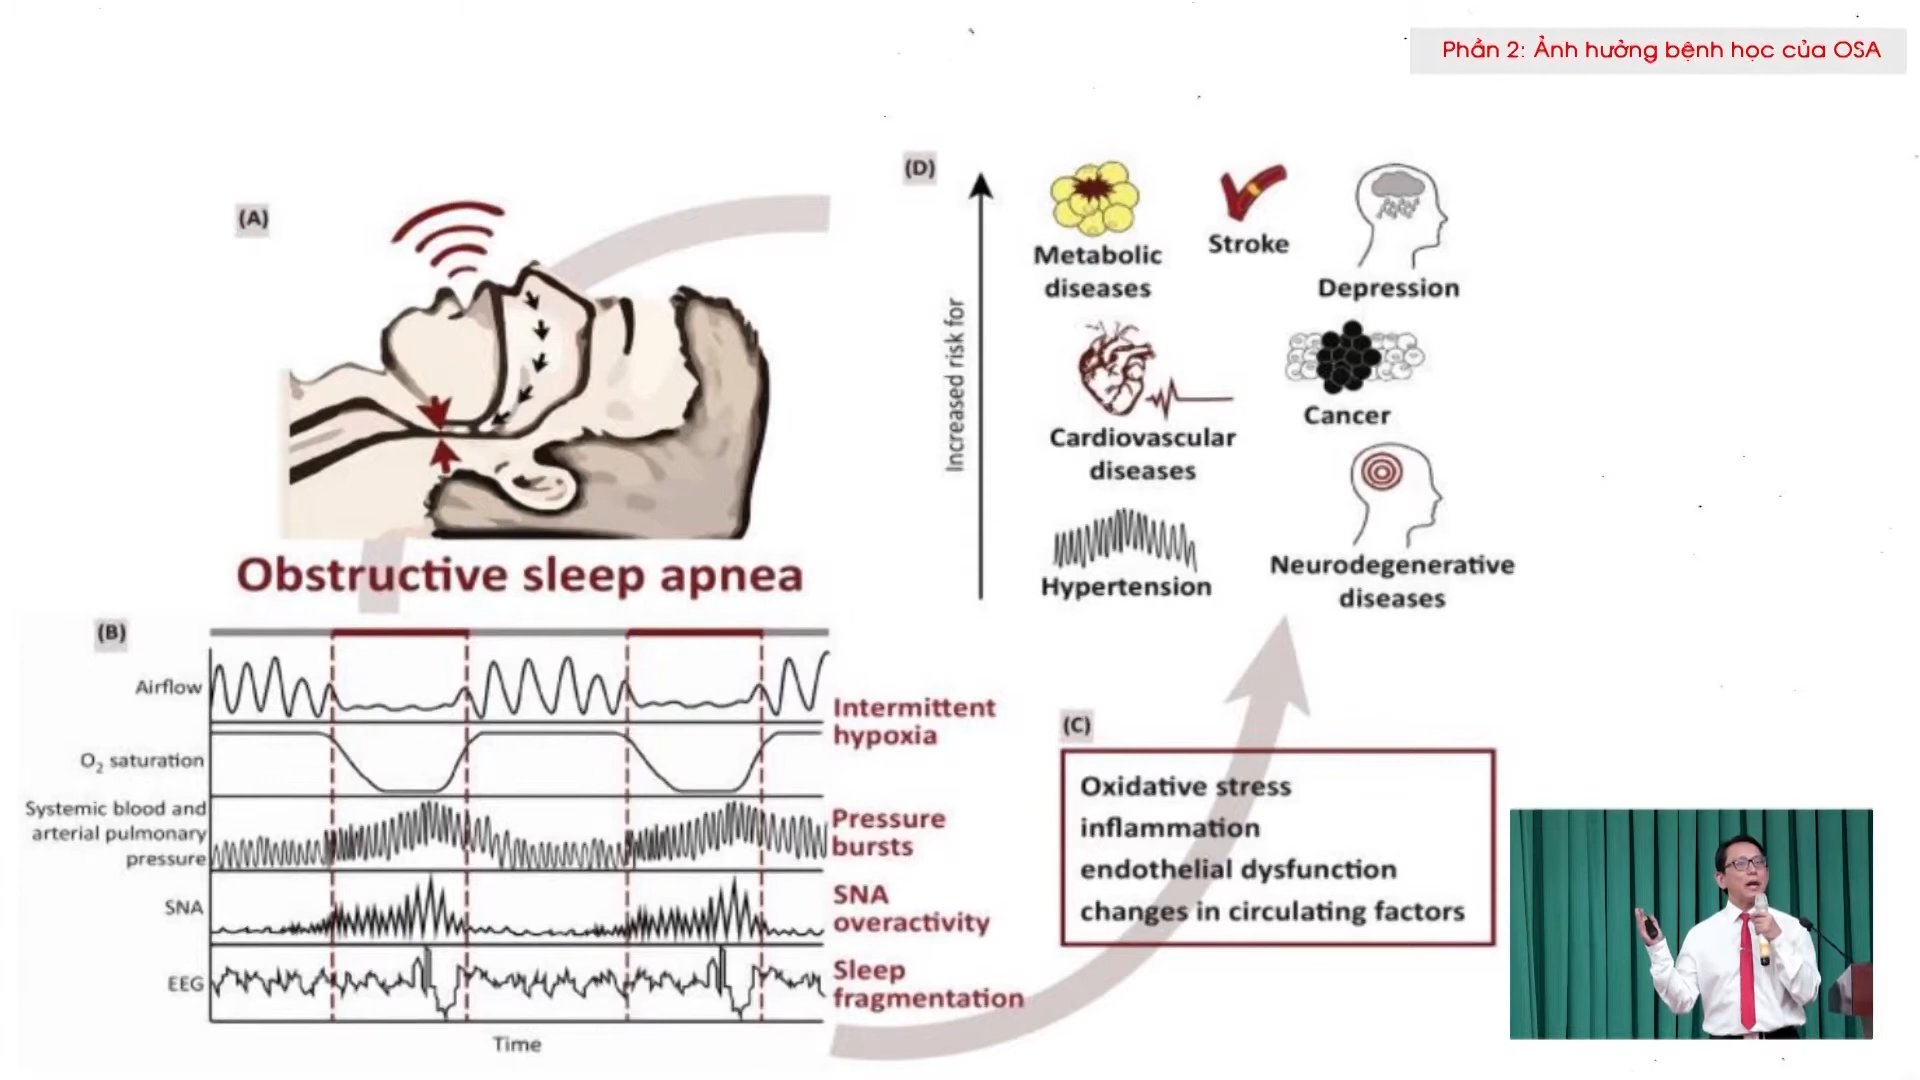 Phần 2: Ảnh hưởng bệnh học của OSA
(A)
Obstructive sleep apnea
(B)
Airflow
O₂ saturation
Systemic blood and
arterial pulmonary
pressure
SNA
EEG
Time
Intermittent
hypoxia
Pressure
bursts
SNA
overactivity
Sleep
fragmentation
(C)
Oxidative stress
inflammation
endothelial dysfunction
changes in circulating factors
(D)
Increased risk for
Metabolic
diseases
Stroke
Depression
Cardiovascular
diseases
Cancer
Hypertension
Neurodegenerative
diseases